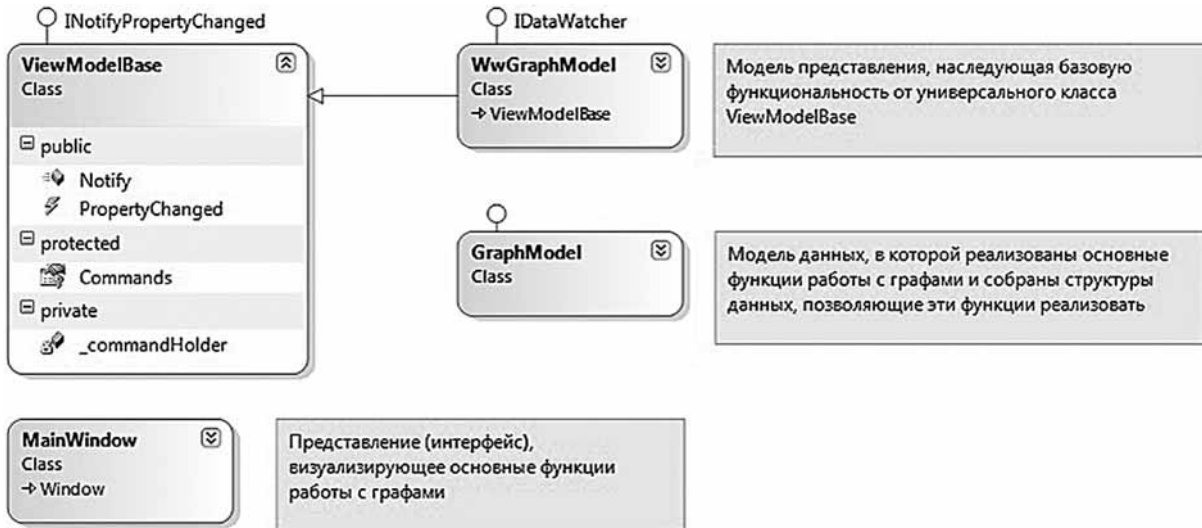 INotifyPropertyChanged
ViewModelBase
Class
public
Notify
PropertyChanged
protected
Commands
private
_commandHolder
IDataWatcher
WwGraphModel
Class
ViewModelBase
Модель представления, наследующая базовую
функциональность от универсального класса
ViewModelBase
GraphModel
Class
Модель данных, в которой реализованы основные
функции работы с графами и собраны структуры
данных, позволяющие эти функции реализовать
MainWindow
Class
Window
Представление (интерфейс),
визуализирующее основные функции
работы с графами